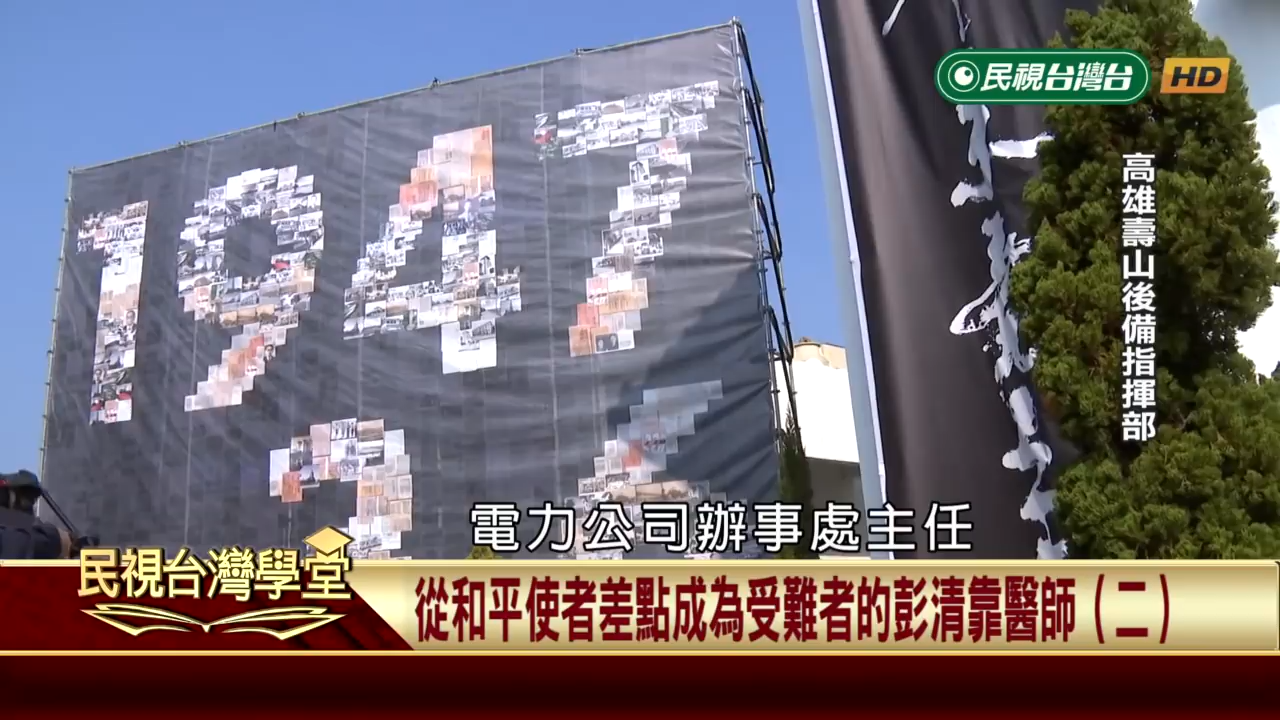 民視台灣台
HD
高雄壽山後備指揮部
1947
電力公司辦事處主任
民視台灣學堂
從和平使者差點成為受難者的彭清靠醫師(二)